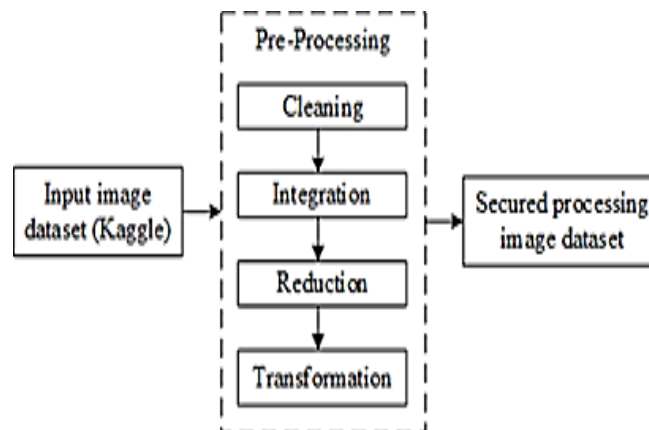 Pre-Processing
Cleaning
Input image
dataset (Kaggle)
Integration
Reduction
Transformation
Secured processing
image dataset